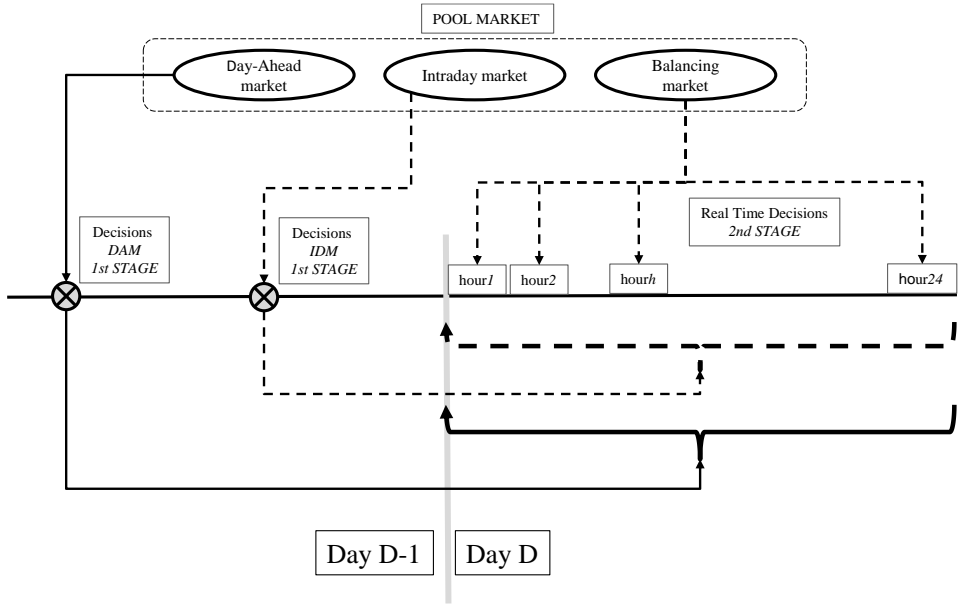 POOL MARKET
Day-Ahead
market
Intraday market
Balancing
market
Decisions
DAM
1st STAGE
Decisions
IDM
1st STAGE
Real Time Decisions
2nd STAGE
hour1
hour2
hourh
hour24
Day D-1
Day D